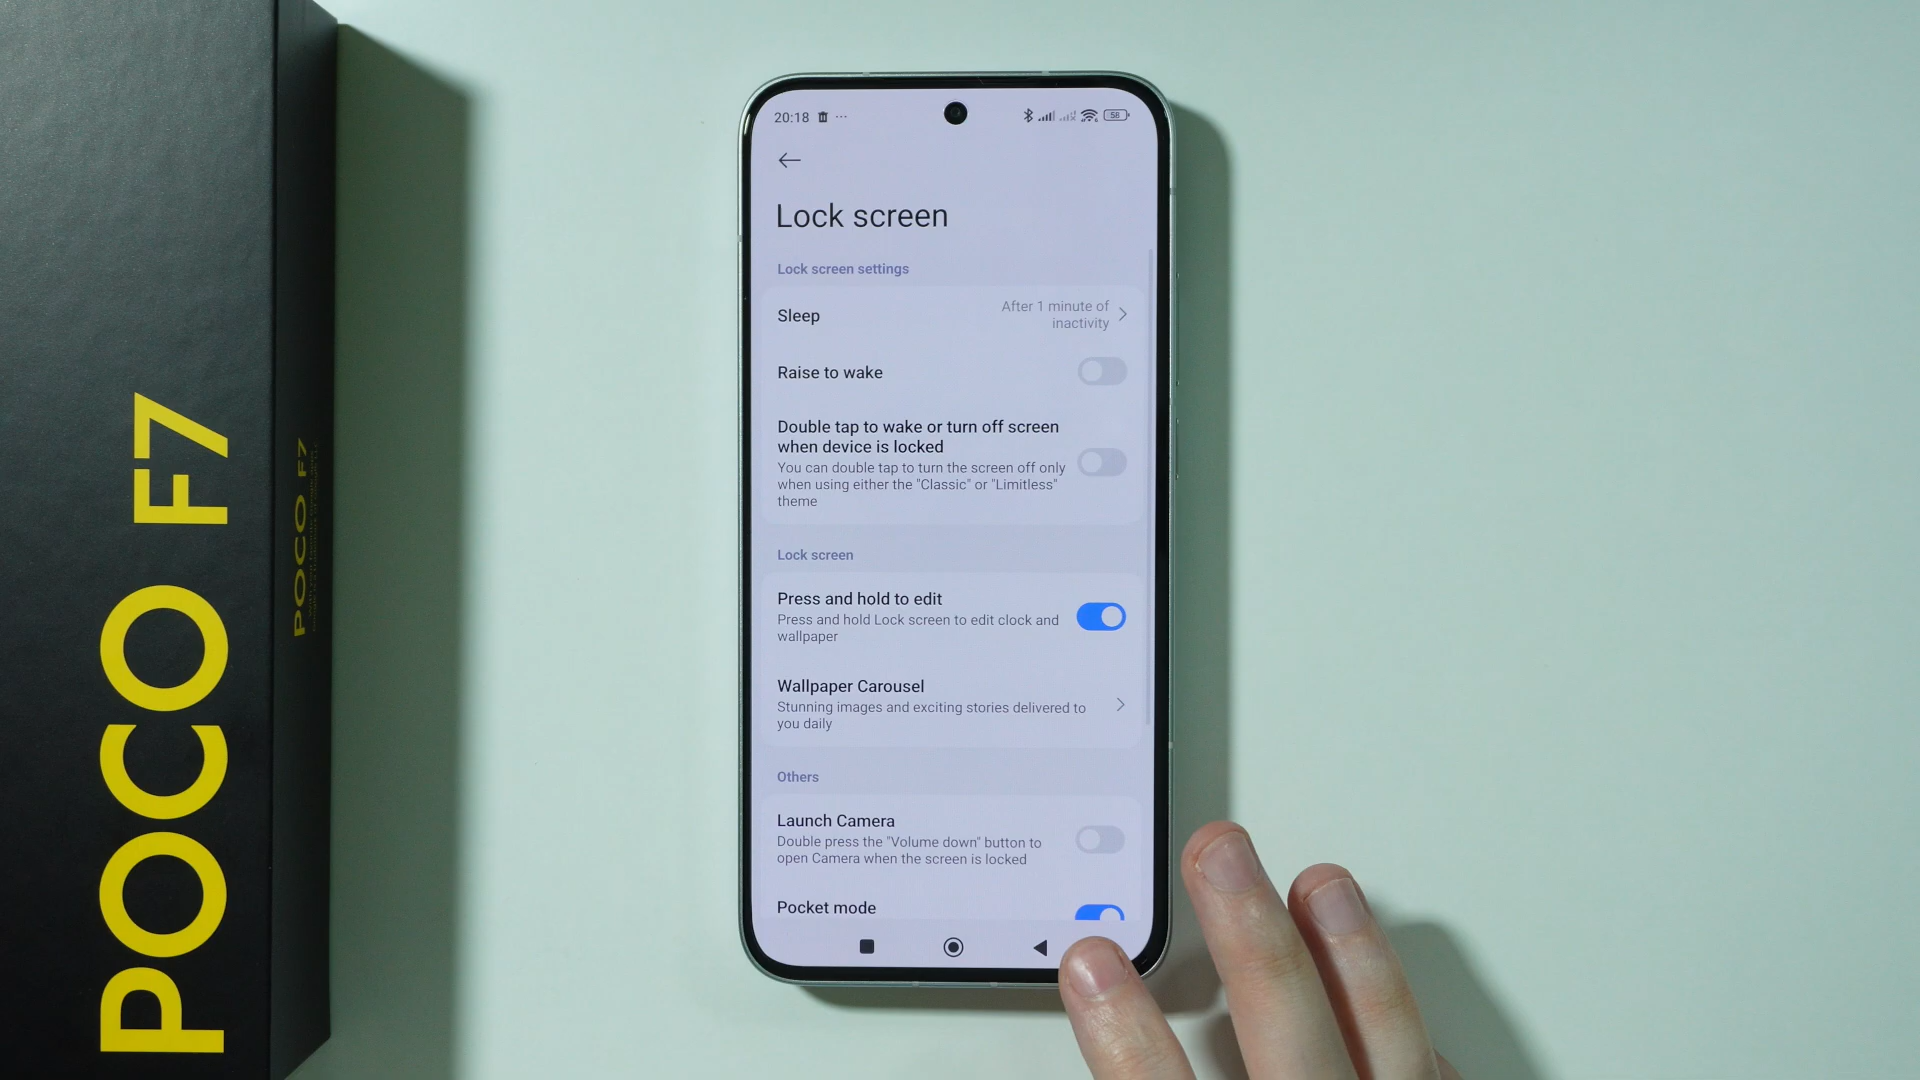 POCO F7
POCO F7
20:18
58
Lock screen
Lock screen settings
Sleep
After 1 minute of
inactivity
Raise to wake
Double tap to wake or turn off screen
when device is locked
You can double tap to turn the screen off only
when using either the "Classic" or "Limitless"
theme
Lock screen
Press and hold to edit
Press and hold Lock screen to edit clock and
wallpaper
Wallpaper Carousel
Stunning images and exciting stories delivered to
you daily
Others
Launch Camera
Double press the "Volume down" button to
open Camera when the screen is locked
Pocket mode